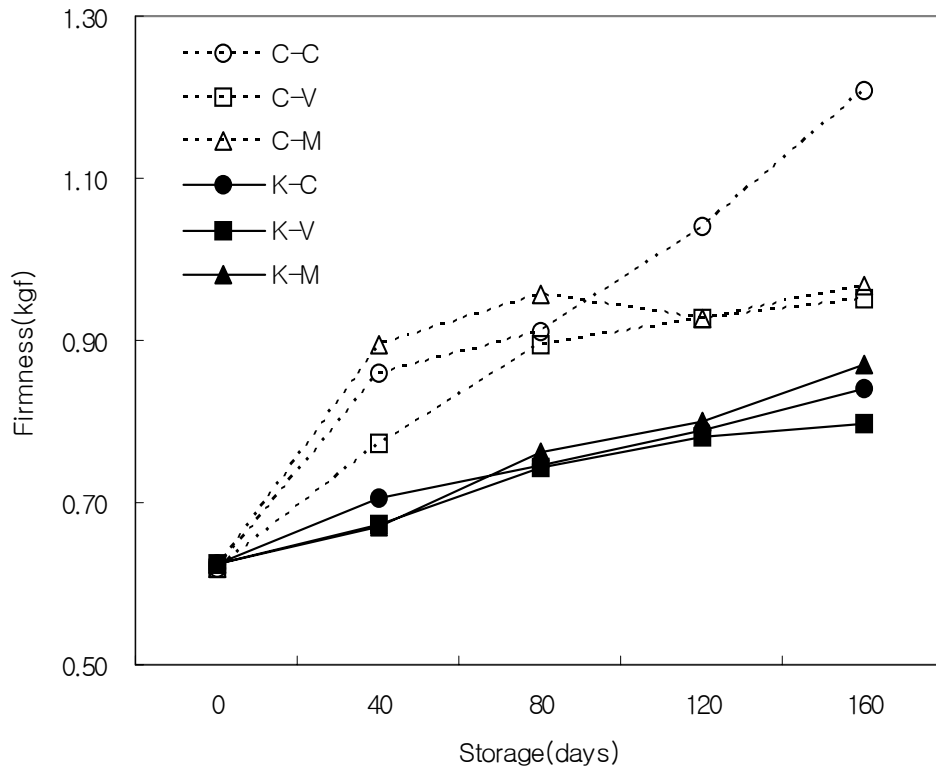 1.30
1.10
0.90
0.70
0.50
Firmness(kgf)
C-C
C-V
C-M
K-C
K-V
K-M
0 40 80 120 160
Storage(days)